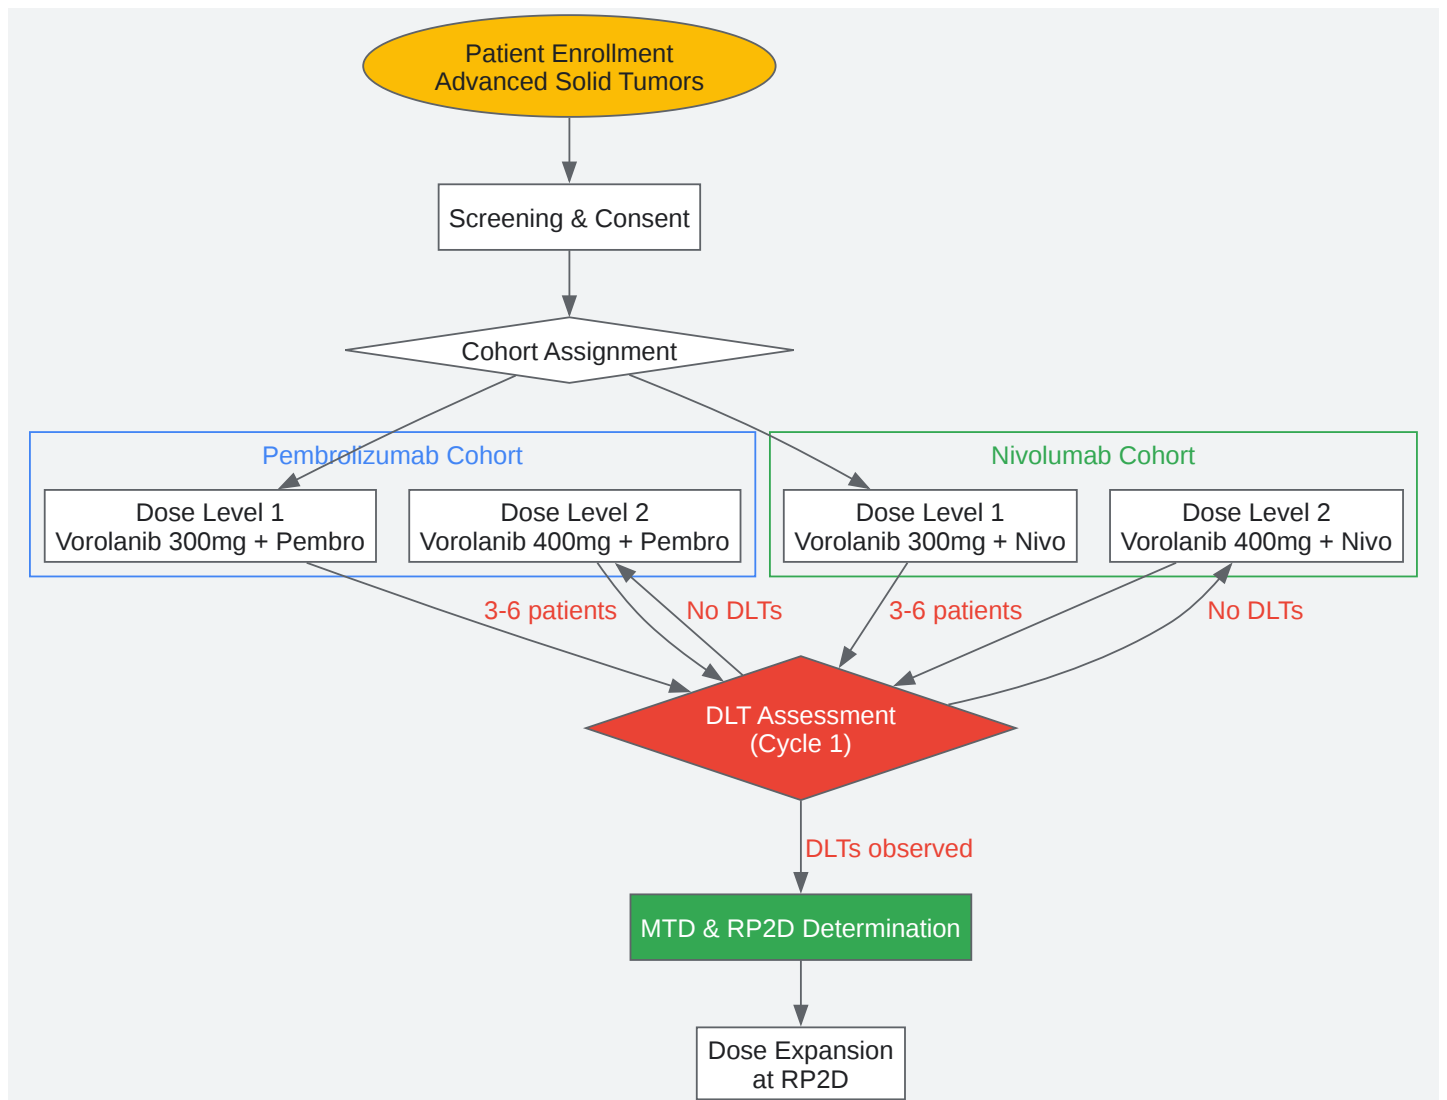 Patient Enrollment
Advanced Solid Tumors
Screening & Consent
Cohort Assignment
Pembrolizumab Cohort
Dose Level 1
Vorolanib 300mg + Pembro
Dose Level 2
Vorolanib 400mg + Pembro
Nivolumab Cohort
Dose Level 1
Vorolanib 300mg + Nivo
Dose Level 2
Vorolanib 400mg + Nivo
3-6 patients
No DLTs
3-6 patients
No DLTs
DLT Assessment
(Cycle 1)
DLTs observed
MTD & RP2D Determination
Dose Expansion
at RP2D